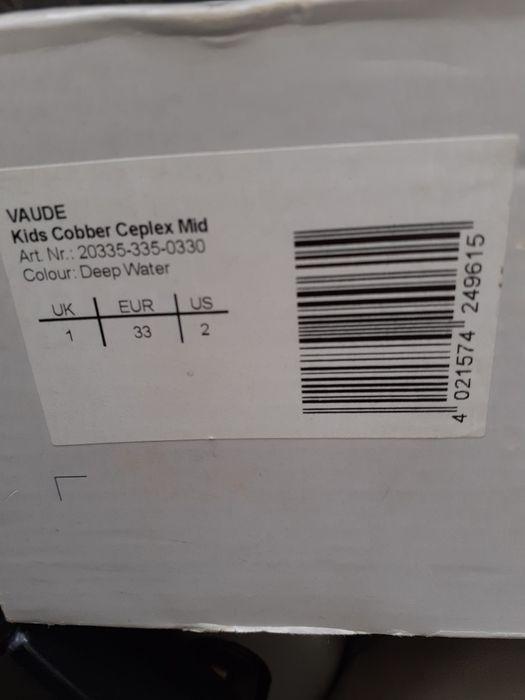 VAUDE
Kids Cobber Ceplex Mid
Art. Nr.: 20335-335-0330
Colour: Deep Water
UK EUR US
1 33 2
4 021574 249615